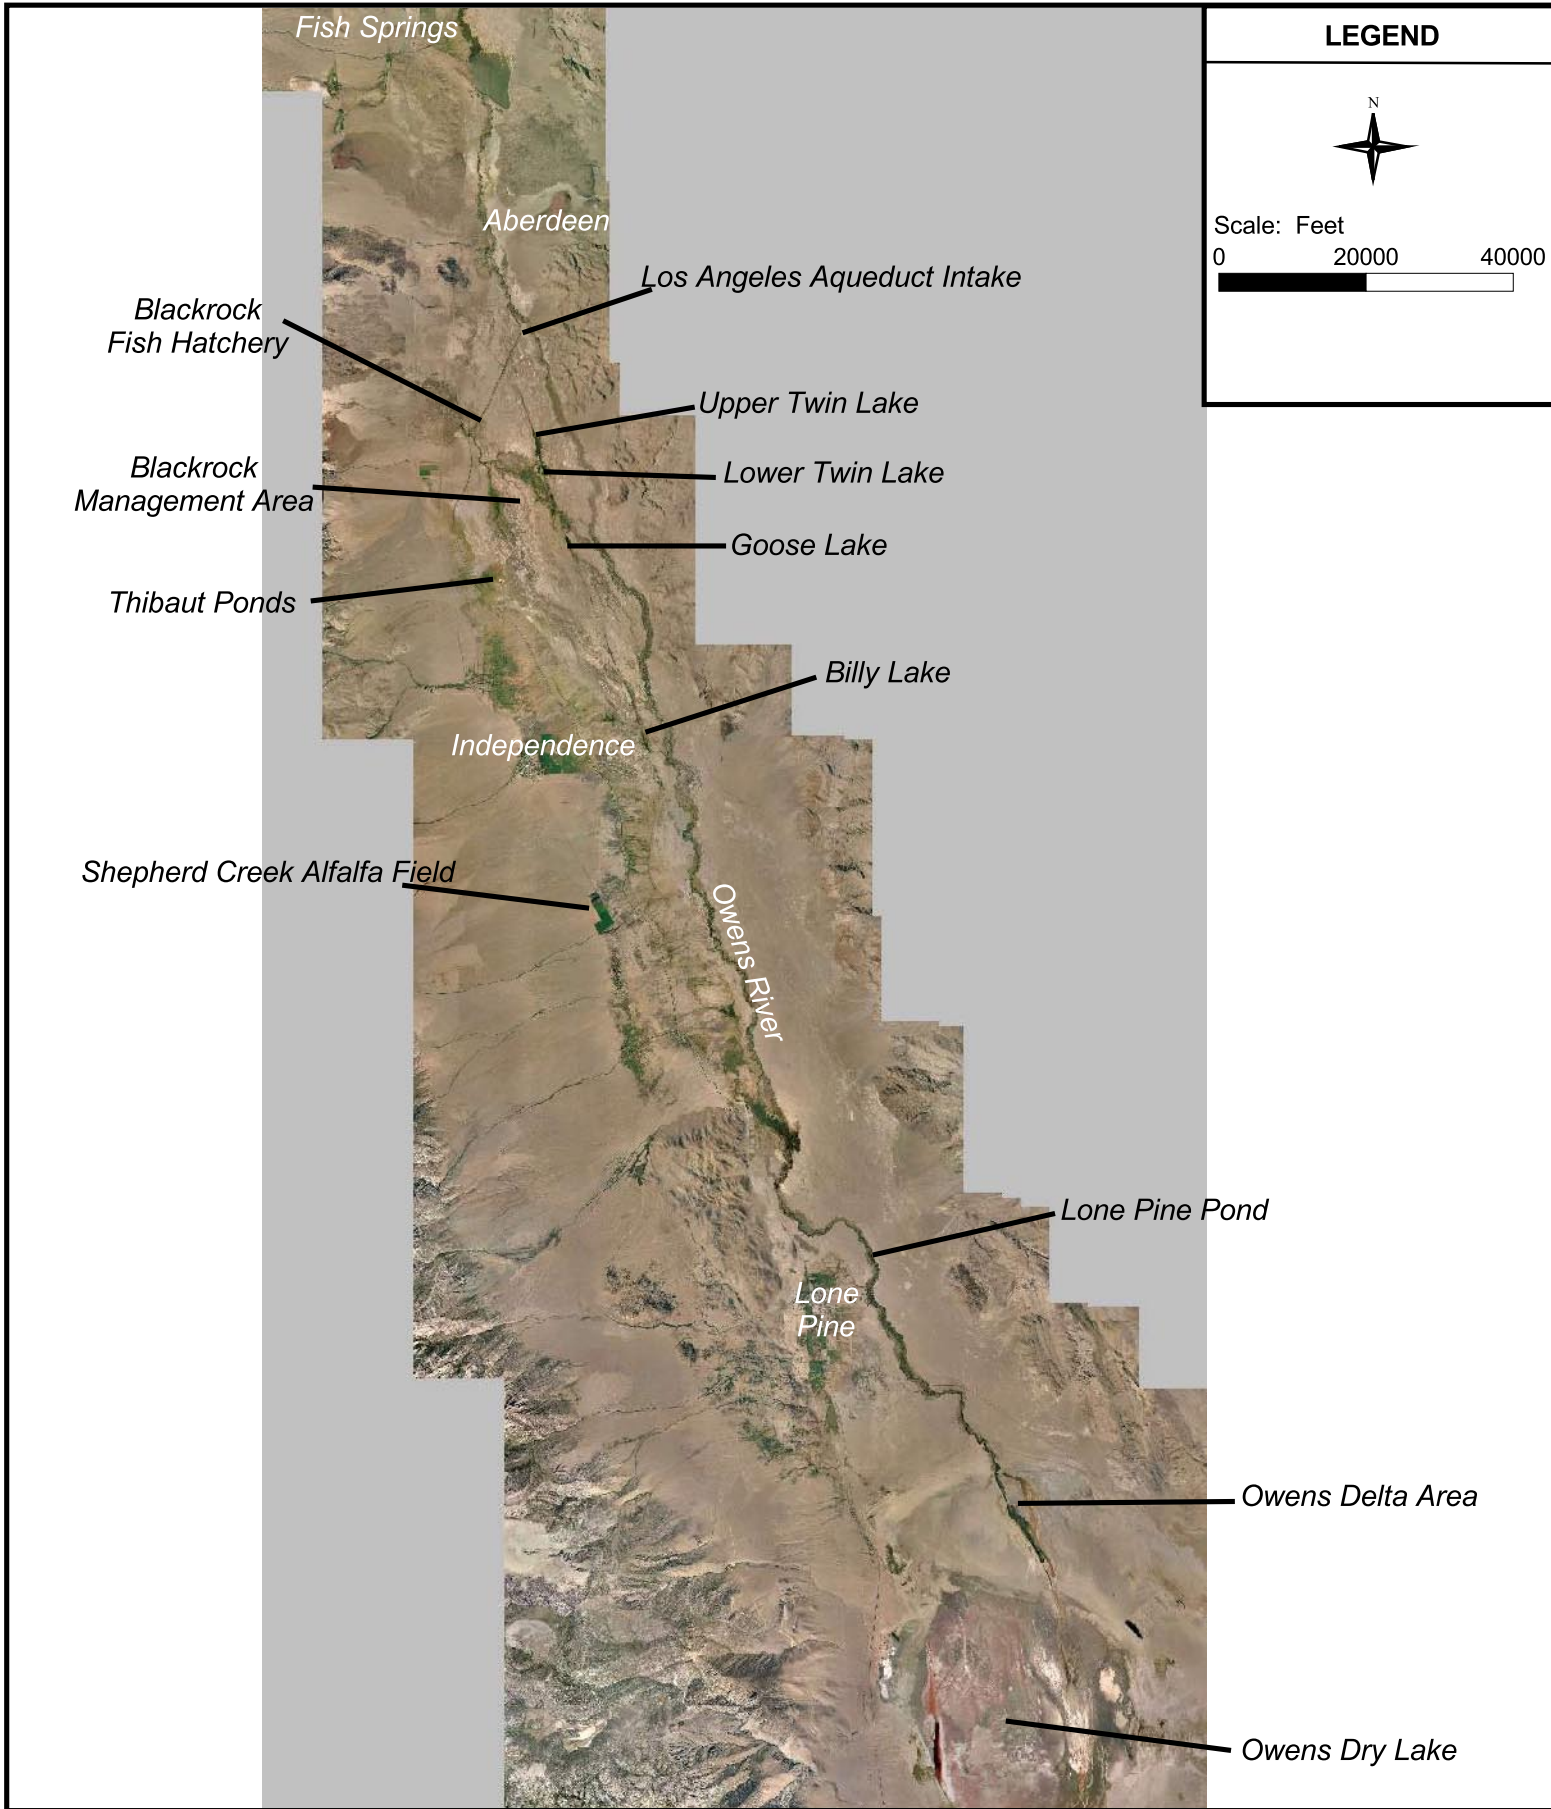 Fish Springs
LEGEND
N
Scale: Feet
0 20000 40000
Aberdeen
Los Angeles Aqueduct Intake
Blackrock
Fish Hatchery
Upper Twin Lake
Blackrock
Management Area
Lower Twin Lake
Goose Lake
Thibaut Ponds
Billy Lake
Independence
Shepherd Creek Alfalfa Field
Owens River
Lone Pine Pond
Lone
Pine
Owens Delta Area
Owens Dry Lake